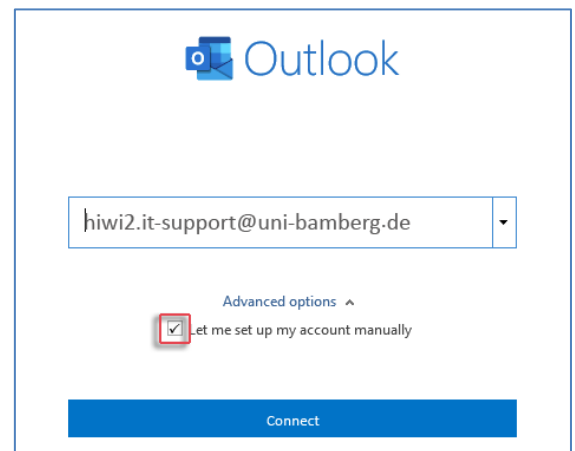 Outlook
hiwi2.it-support@uni-bamberg.de
Advanced options
Let me set up my account manually
Connect